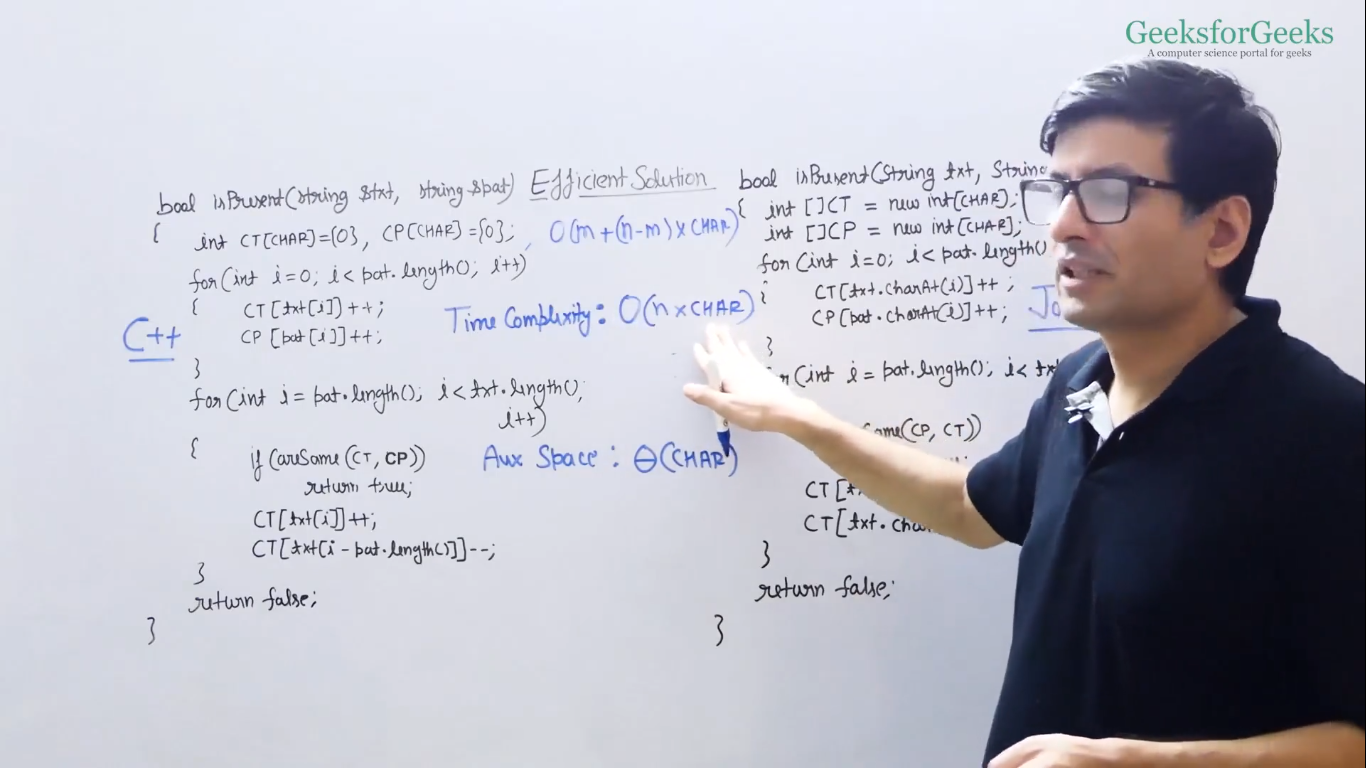 GeeksforGeeks
A computer science portal for geeks
Efficient Solution
bool isPresent(string &txt, string &pat)
{
int CT[CHAR]={0}, CP[CHAR]={0};
for(int i=0; i<pat.length(); i++)
{
CT[txt[i]]++;
CP[pat[i]]++;
}
for(int i=pat.length(); i<txt.length();
i++)
{
if(areSame(CT, CP))
return true;
CT[txt[i]]++;
CT[txt[i-pat.length()]]--;
}
return false;
}
C++
O(m+(n-m)×CHAR)
Time Complexity: O(n×CHAR)
Aux Space: Θ(CHAR)
bool isPresent(String txt, String
{ int []CT = new int[CHAR];
int []CP = new int[CHAR];
for(int i=0; i<pat.length()
{
CT[txt.charAt(i)]++;
CP[pat.charAt(i)]++;
}
(int i=pat.length(); i<
(CP, CT))
CT[
CT[txt.
}
return false;
}